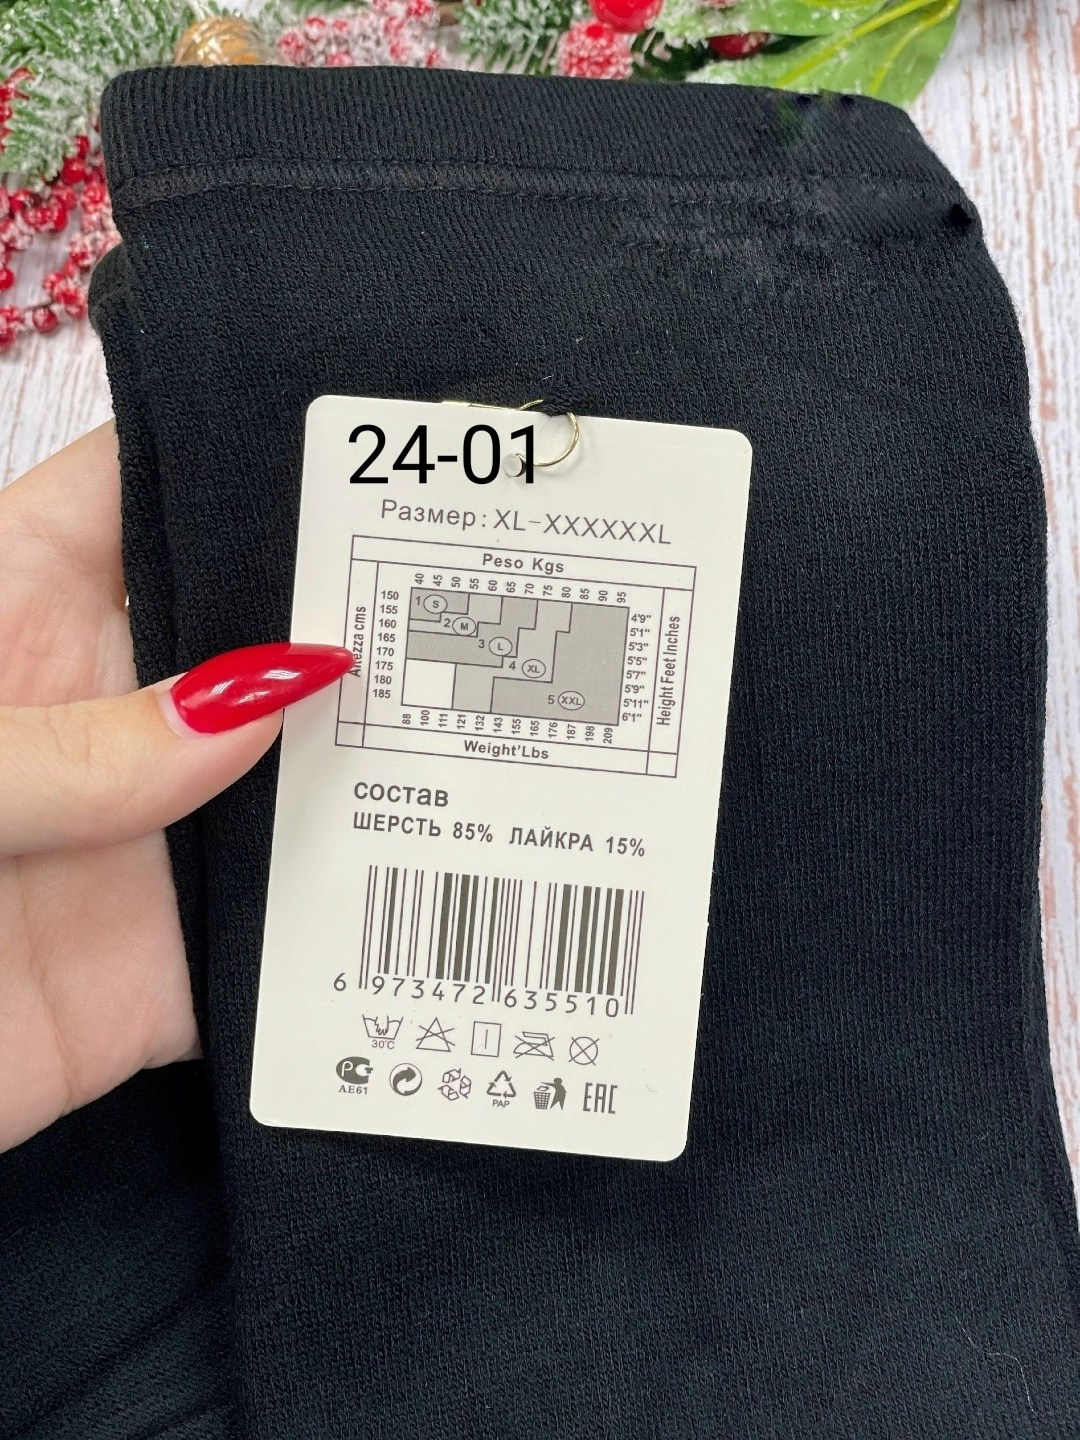 24-01
Размер: XL-XXXXXXL
Peso Kgs
40 45 50 55 60 65 70 75 80 85 90 95
Altezza cms
150
155
160
165
170
175
180
185
1 S
2 M
3 L
4 XL
5 XXL
4'9"
5'1"
5'3"
5'5"
5'7"
5'9"
5'11"
6'1"
Height Feet Inches
88 100 111 121 132 143 155 165 176 187 198 209
Weight'Lbs
состав
ШЕРСТЬ 85% ЛАЙКРА 15%
6 973472 635510
30℃
РСТ
АЕ61
PAP
EAC